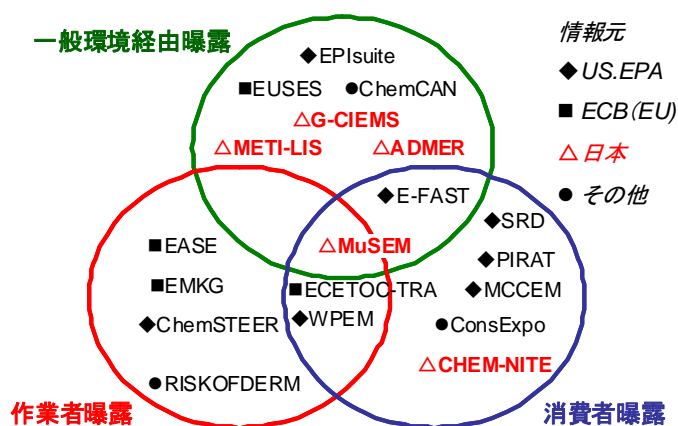 一般環境経由曝露
◆EPIsuite
■EUSES
●ChemCAN
△G-CIEMS
△METI-LIS
△ADMER
◆E-FAST
△MuSEM
■EASE
■EMKG
◆ChemSTEER
●RISKOFDERM
■ECETOC-TRA
◆WPEM
◆SRD
◆PIRAT
◆MCCEM
●ConsExpo
△CHEM-NITE
作業者曝露
消費者曝露
情報元
◆US.EPA
■ECB(EU)
△日本
●その他